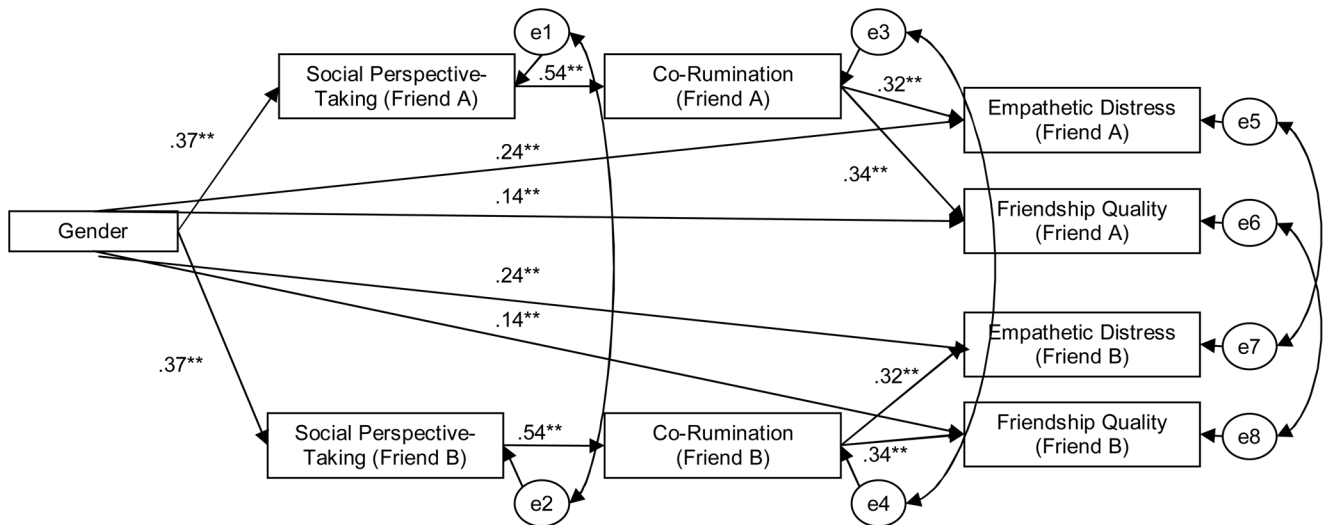 e1
e3
Social Perspective-
Taking (Friend A)
.54**
Co-Rumination
(Friend A)
.32**
Empathetic Distress
(Friend A)
e5
.37**
.24**
.34**
.14**
Gender
Friendship Quality
(Friend A)
e6
.24**
.14**
Empathetic Distress
(Friend B)
e7
.37**
.32**
Social Perspective-
Taking (Friend B)
.54**
Co-Rumination
(Friend B)
.34**
Friendship Quality
(Friend B)
e8
e2
e4